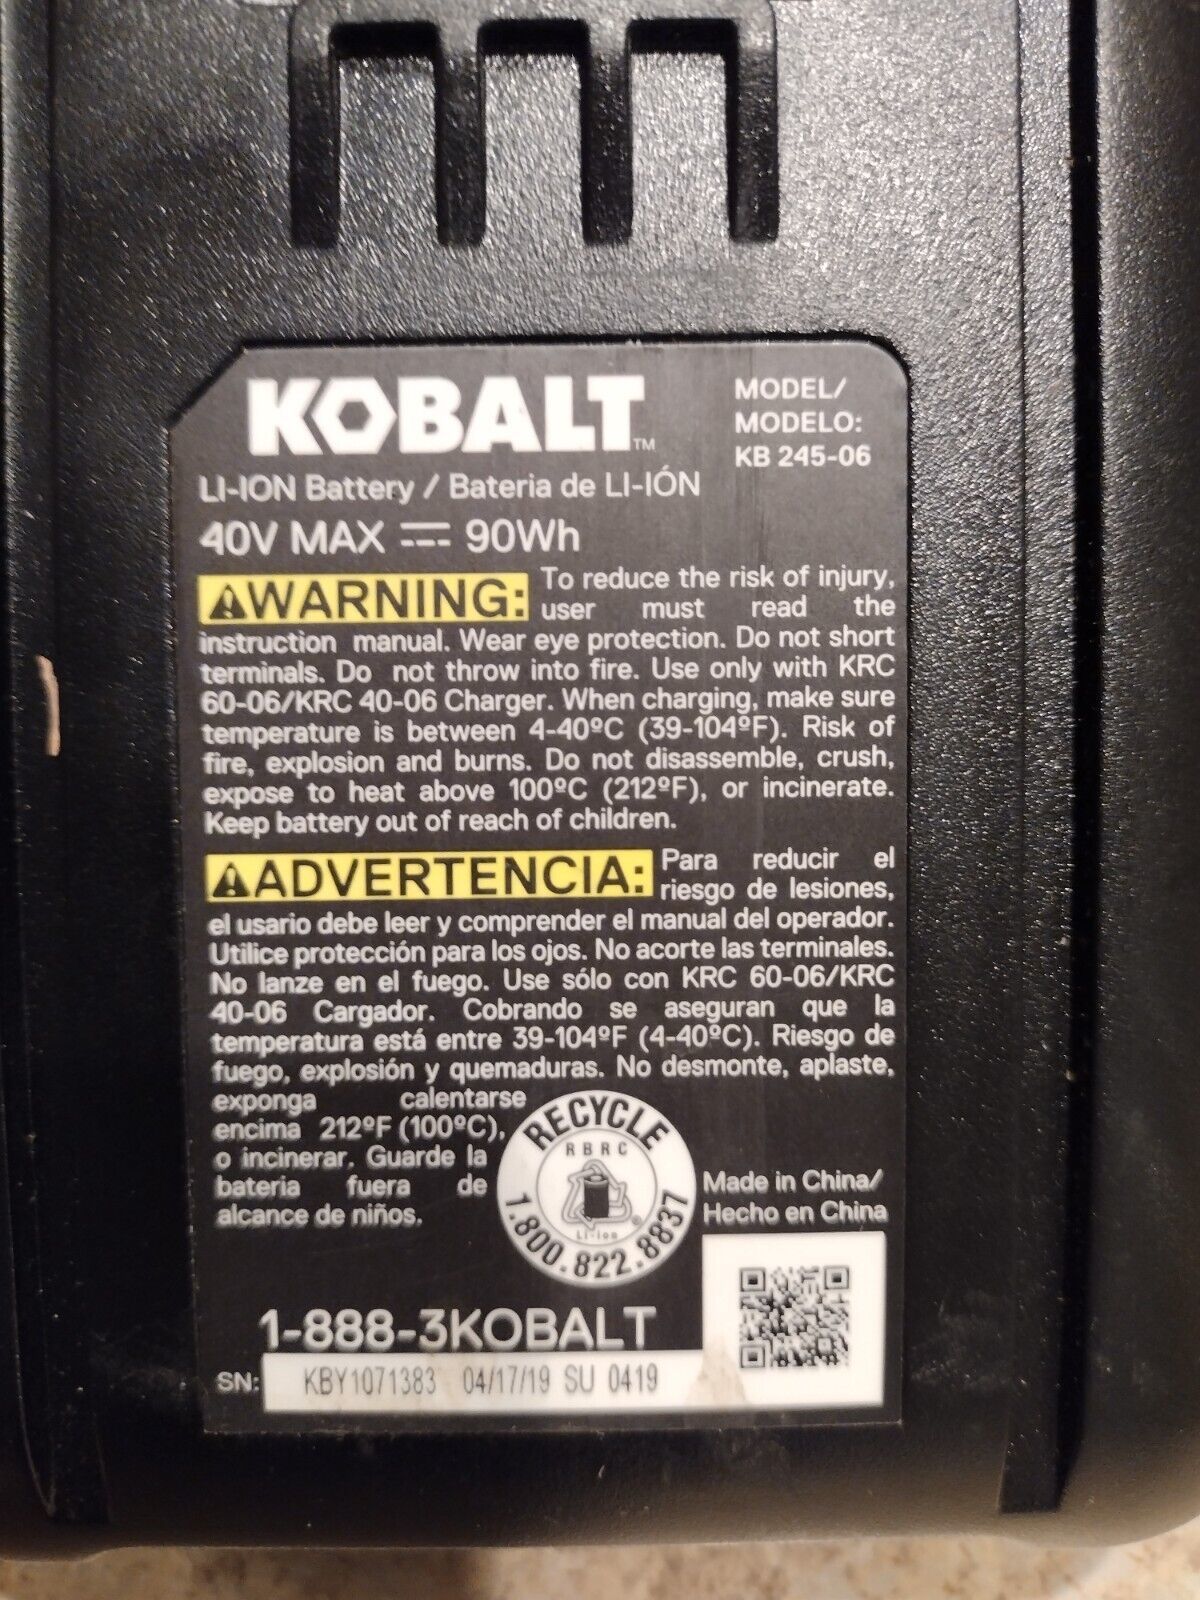 KOBALT™
MODEL/
MODELO:
KB 245-06
LI-ION Battery / Bateria de LI-IÓN
40V MAX ⎓ 90Wh
⚠WARNING: To reduce the risk of injury,
user must read the
instruction manual. Wear eye protection. Do not short
terminals. Do not throw into fire. Use only with KRC
60-06/KRC 40-06 Charger. When charging, make sure
temperature is between 4-40ºC (39-104ºF). Risk of
fire, explosion and burns. Do not disassemble, crush,
expose to heat above 100ºC (212ºF), or incinerate.
Keep battery out of reach of children.
⚠ADVERTENCIA: Para reducir el
riesgo de lesiones,
el usario debe leer y comprender el manual del operador.
Utilice protección para los ojos. No acorte las terminales.
No lanze en el fuego. Use sólo con KRC 60-06/KRC
40-06 Cargador. Cobrando se aseguran que la
temperatura está entre 39-104ºF (4-40ºC). Riesgo de
fuego, explosión y quemaduras. No desmonte, aplaste,
exponga calentarse
encima 212ºF (100ºC),
o incinerar. Guarde la
bateria fuera de
alcance de niños.
RECYCLE
RBRC
®
Li-Ion
1.800.822.8837
Made in China/
Hecho en China
1-888-3KOBALT
SN: KBY1071383 04/17/19 SU 0419